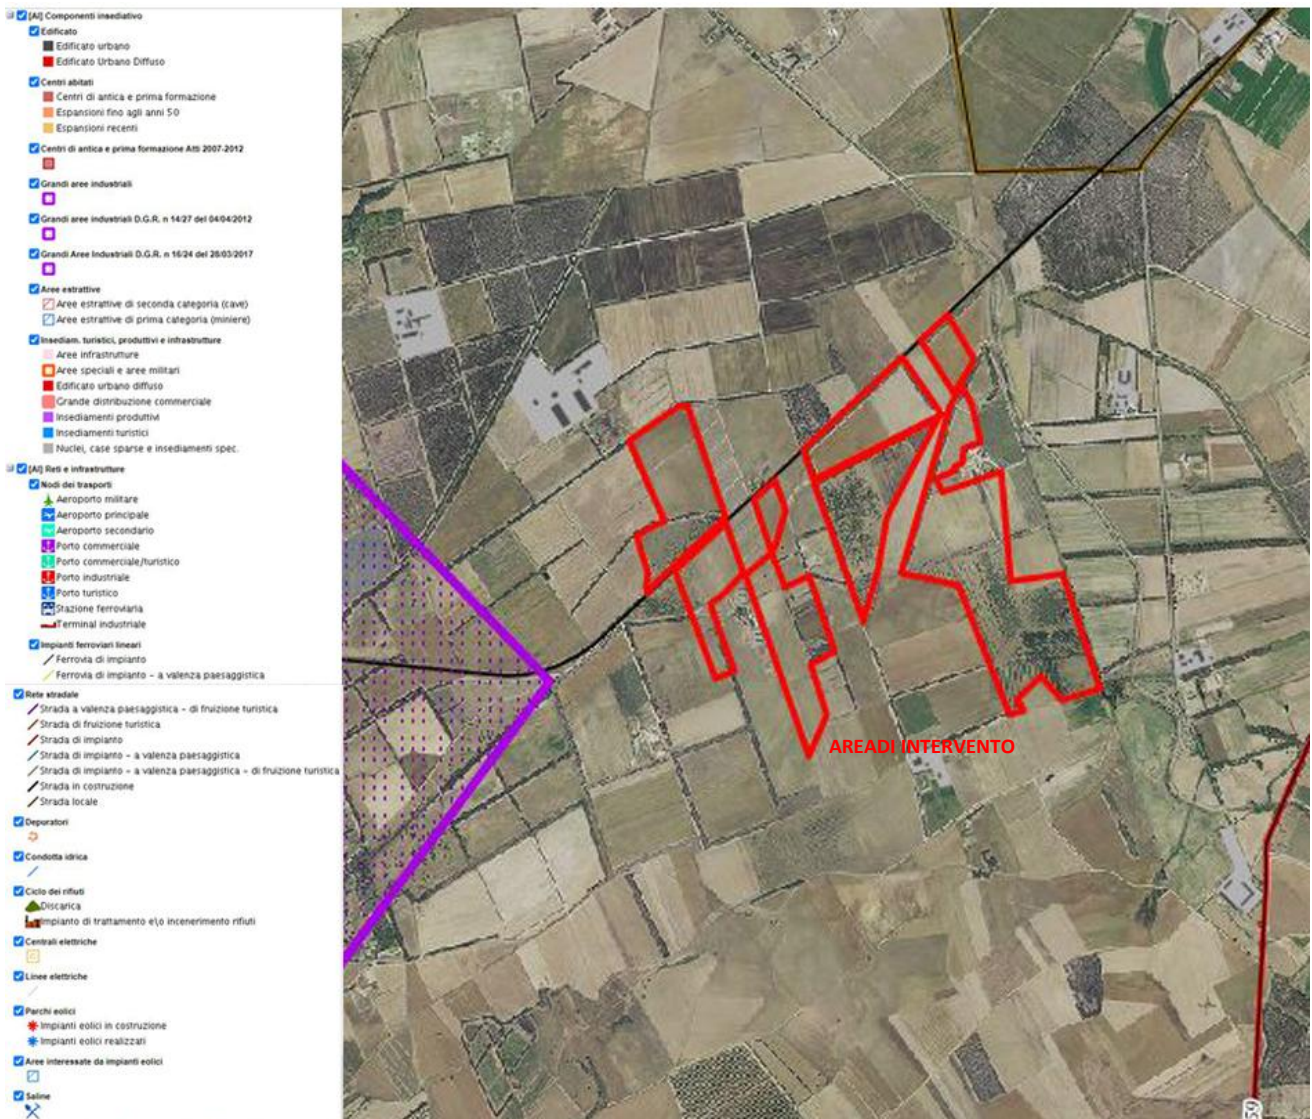 [AI] Componenti insediativo
Edificato
Edificato urbano
Edificato Urbano Diffuso
Centri abitati
Centri di antica e prima formazione
Espansioni fino agli anni 50
Espansioni recenti
Centri di antica e prima formazione Atti 2007-2012
Grandi aree industriali
Grandi aree industriali D.G.R. n 14/27 del 04/04/2012
Grandi Aree Industriali D.G.R. n 16/24 del 28/03/2017
Aree estrattive
Aree estrattive di seconda categoria (cave)
Aree estrattive di prima categoria (miniere)
Insediam. turistici, produttivi e infrastrutture
Aree infrastrutture
Aree speciali e aree militari
Edificato urbano diffuso
Grande distribuzione commerciale
Insediamenti produttivi
Insediamenti turistici
Nuclei, case sparse e insediamenti spec.
[AI] Reti e infrastrutture
Nodi dei trasporti
Aeroporto militare
Aeroporto principale
Aeroporto secondario
Porto commerciale
Porto commerciale/turistico
Porto industriale
Porto turistico
Stazione ferroviaria
Terminal industriale
Impianti ferroviari lineari
Ferrovia di impianto
Ferrovia di impianto - a valenza paesaggistica
Rete stradale
Strada a valenza paesaggistica - di fruizione turistica
Strada di fruizione turistica
Strada di impianto
Strada di impianto - a valenza paesaggistica
Strada di impianto - a valenza paesaggistica - di fruizione turistica
Strada in costruzione
Strada locale
Depuratori
Condotta idrica
Ciclo dei rifiuti
Discarica
Impianto di trattamento e\o incenerimento rifiuti
Centrali elettriche
Linee elettriche
Parchi eolici
Impianti eolici in costruzione
Impianti eolici realizzati
Aree interessate da impianti eolici
Saline
AREADI INTERVENTO